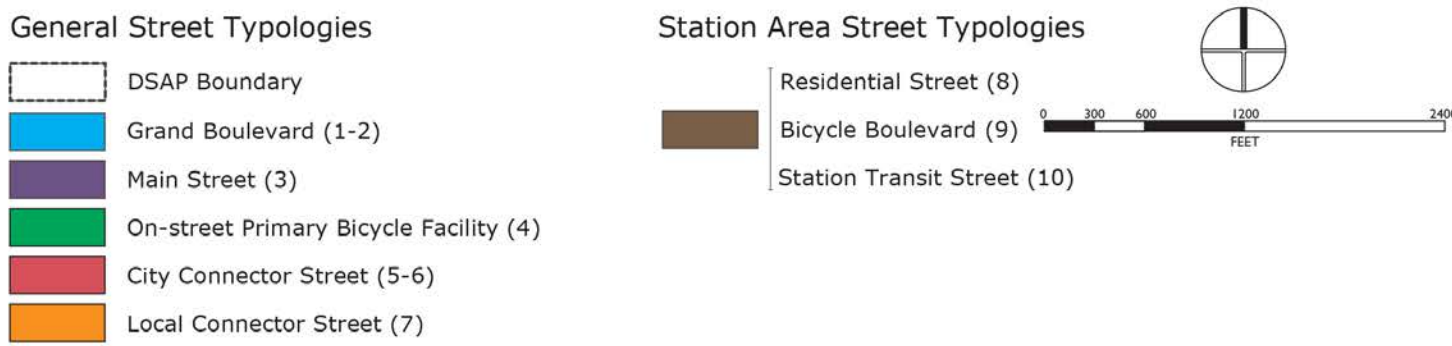 General Street Typologies
DSAP Boundary
Grand Boulevard (1-2)
Main Street (3)
On-street Primary Bicycle Facility (4)
City Connector Street (5-6)
Local Connector Street (7)
Station Area Street Typologies
Residential Street (8)
Bicycle Boulevard (9)
Station Transit Street (10)
0 300 600 1200 2400
FEET